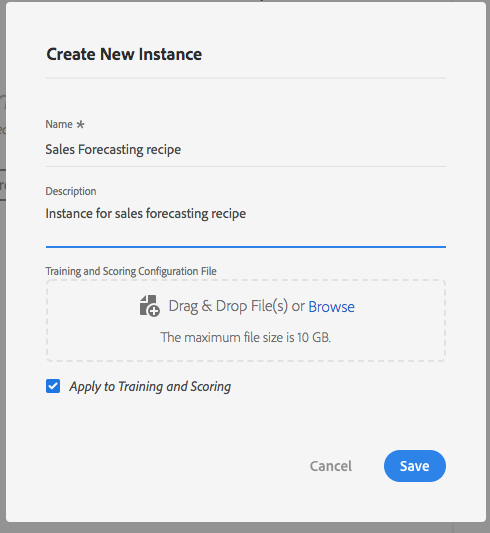 Create New Instance
Name *
Sales Forecasting recipe
Description
Instance for sales forecasting recipe
Training and Scoring Configuration File
Drag & Drop File(s) or Browse
The maximum file size is 10 GB.
Apply to Training and Scoring
Cancel Save